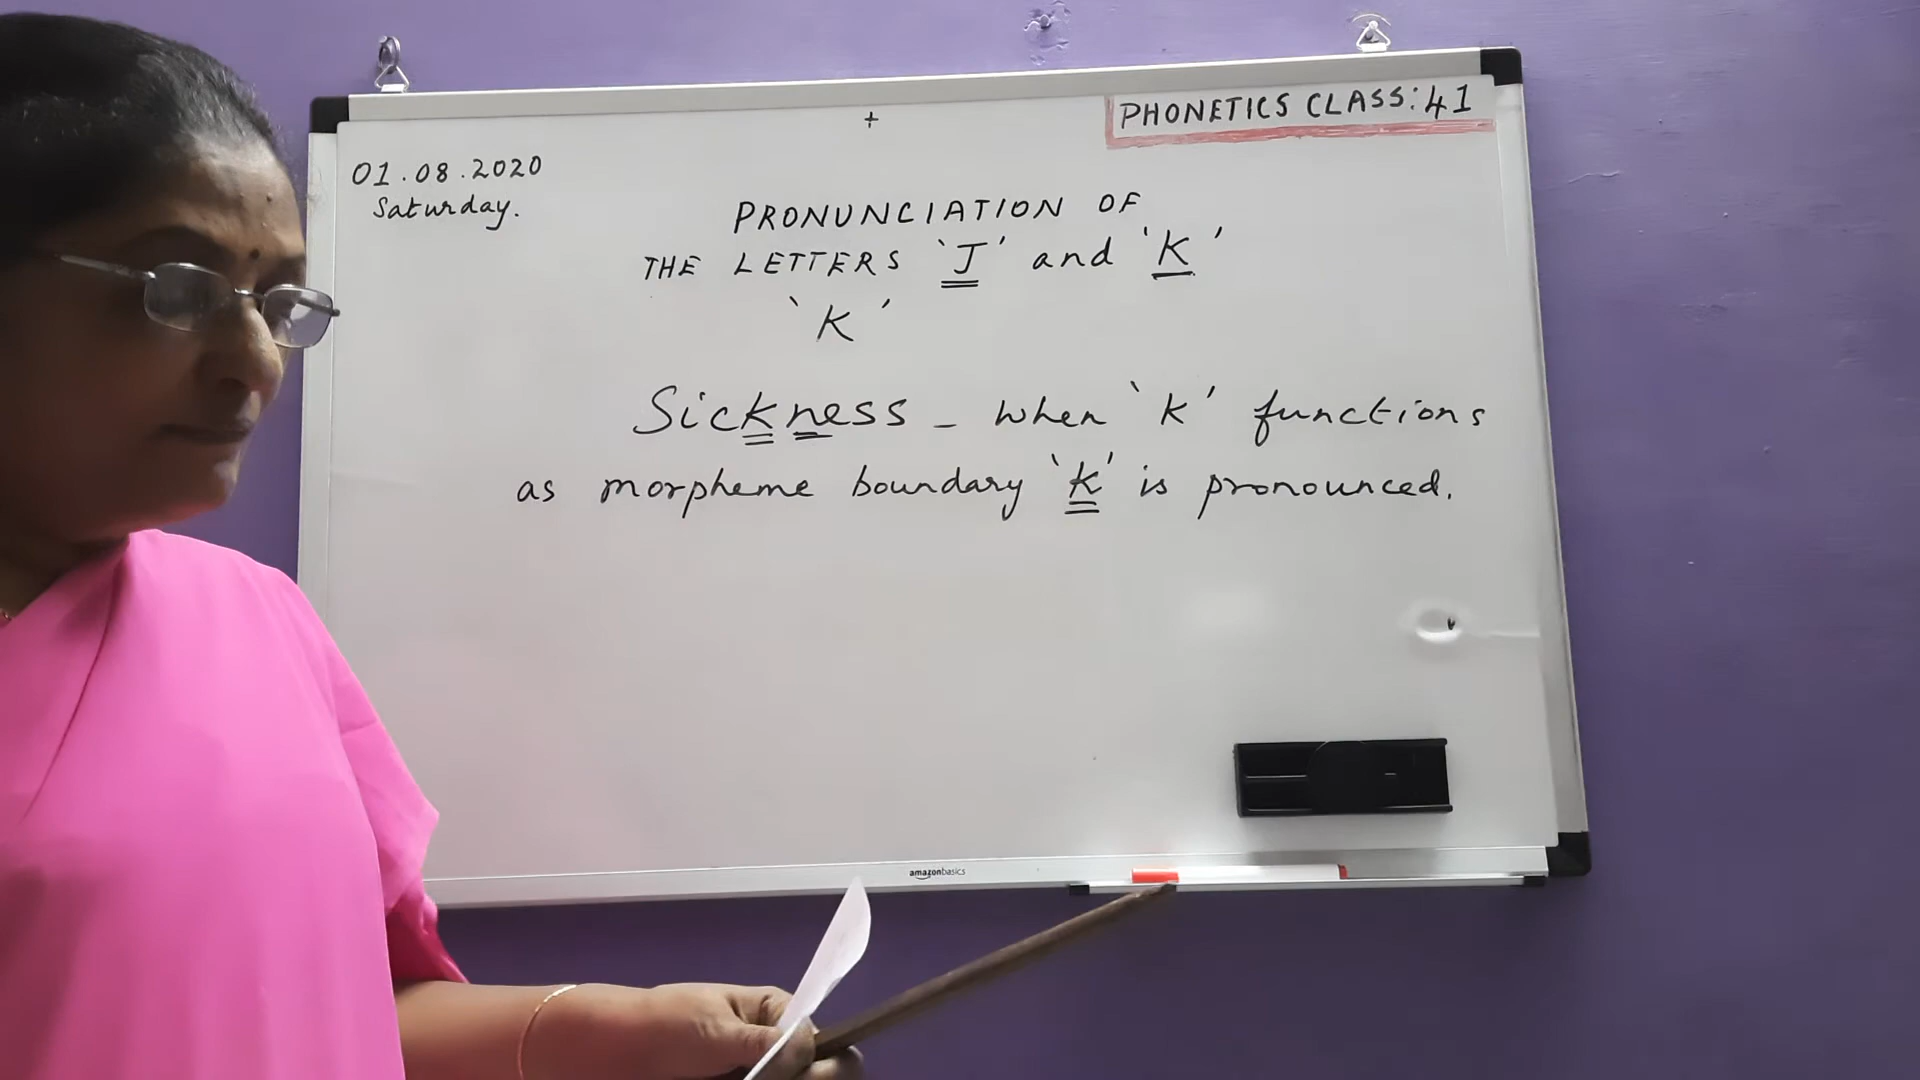 PHONETICS CLASS: 41
01.08.2020
Saturday.
PRONUNCIATION OF
THE LETTERS 'J' and 'K'
'K'
Sickness - when 'k' functions
as morpheme boundary 'k' is pronounced.
amazonbasics